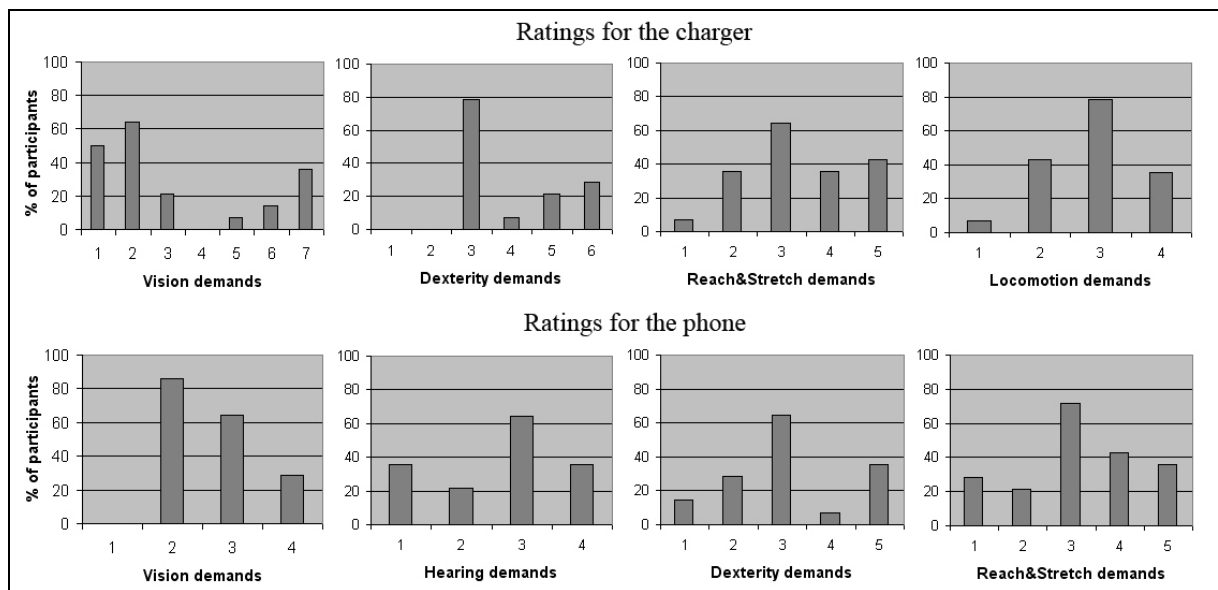 Ratings for the charger
% of participants
100
80
60
40
20
0
1 2 3 4 5 6 7
Vision demands
100
80
60
40
20
0
1 2 3 4 5 6
Dexterity demands
100
80
60
40
20
0
1 2 3 4 5
Reach&Stretch demands
100
80
60
40
20
0
1 2 3 4
Locomotion demands
Ratings for the phone
% of participants
100
80
60
40
20
0
1 2 3 4
Vision demands
100
80
60
40
20
0
1 2 3 4
Hearing demands
100
80
60
40
20
0
1 2 3 4 5
Dexterity demands
100
80
60
40
20
0
1 2 3 4 5
Reach&Stretch demands